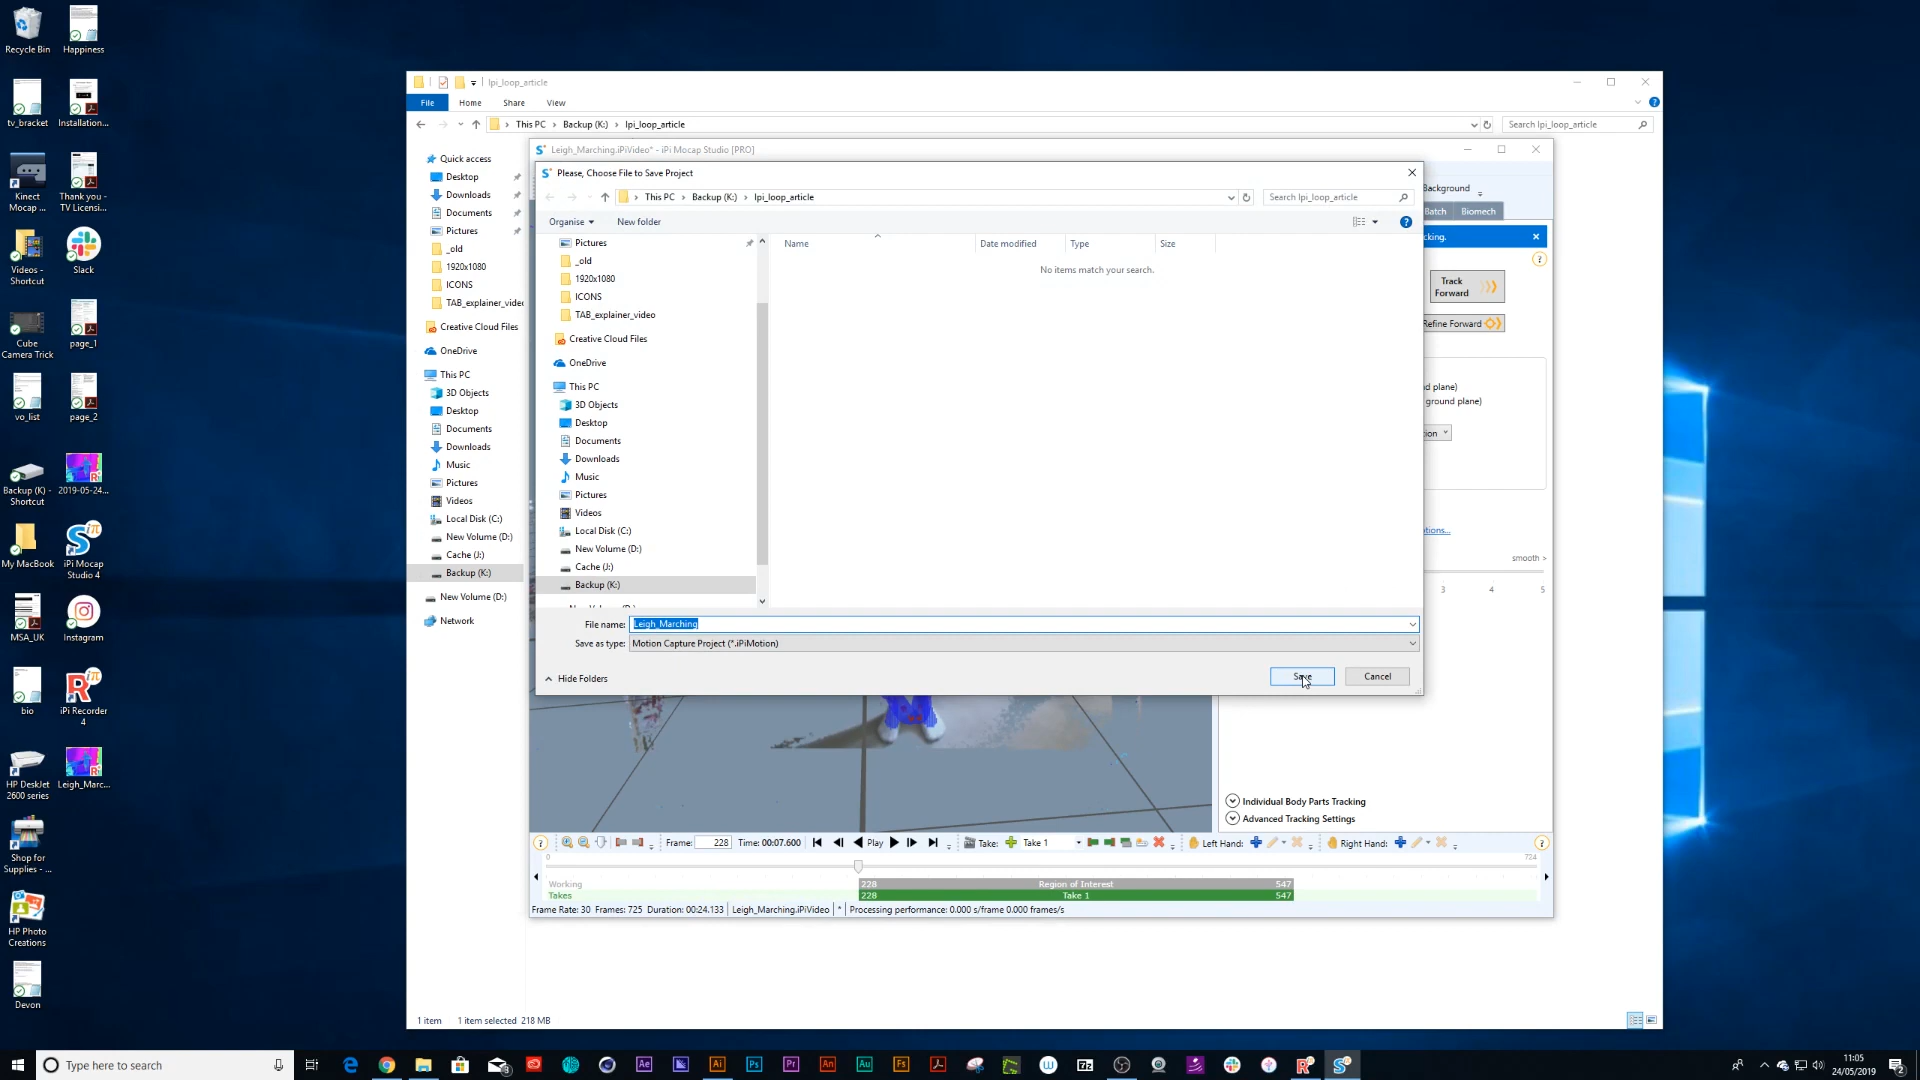 Recycle Bin
Happiness
tv_bracket
Installation...
Kinect Mocap ...
Thank you - TV Licensi...
Videos - Shortcut
Slack
Cube Camera Trick
page_1
vo_list
page_2
Backup (K) - Shortcut
2019-05-24...
My MacBook
iPi Mocap Studio 4
MSA_UK
Instagram
bio
iPi Recorder 4
HP DeskJet 2600 series
Leigh_Marc...
Shop for Supplies - ...
HP Photo Creations
Devon
Ipi_loop_article
File Home Share View
This PC > Backup (K:) > Ipi_loop_article
Search Ipi_loop_article
Quick access
Desktop
Downloads
Documents
Pictures
_old
1920x1080
ICONS
TAB_explainer_video
Creative Cloud Files
OneDrive
This PC
3D Objects
Desktop
Documents
Downloads
Music
Pictures
Videos
Local Disk (C:)
New Volume (D:)
Cache (J:)
Backup (K:)
New Volume (D:)
Network
1 item 1 item selected 218 MB
Leigh_Marching.iPiVideo* - iPi Mocap Studio [PRO]
Please, Choose File to Save Project
This PC > Backup (K:) > Ipi_loop_article
Search Ipi_loop_article
Organise New folder
Pictures
_old
1920x1080
ICONS
TAB_explainer_video
Creative Cloud Files
OneDrive
This PC
3D Objects
Desktop
Documents
Downloads
Music
Pictures
Videos
Local Disk (C:)
New Volume (D:)
Cache (J:)
Backup (K:)
Name Date modified Type Size
No items match your search.
File name: Leigh_Marching
Save as type: Motion Capture Project (*.iPiMotion)
Hide Folders
Save Cancel
Background
Batch Biomech
cking.
Track Forward
Refine Forward
d plane)
ground plane)
ion
tions...
smooth >
3 4 5
Individual Body Parts Tracking
Advanced Tracking Settings
Frame: 228 Time: 00:07.600 Play Take: Take 1 Left Hand: Right Hand:
0 724
Working 228 Region of Interest 547
Takes 228 Take 1 547
Frame Rate: 30 Frames: 725 Duration: 00:24.133 Leigh_Marching.iPiVideo * Processing performance: 0.000 s/frame 0.000 frames/s
Type here to search
11:05
24/05/2019